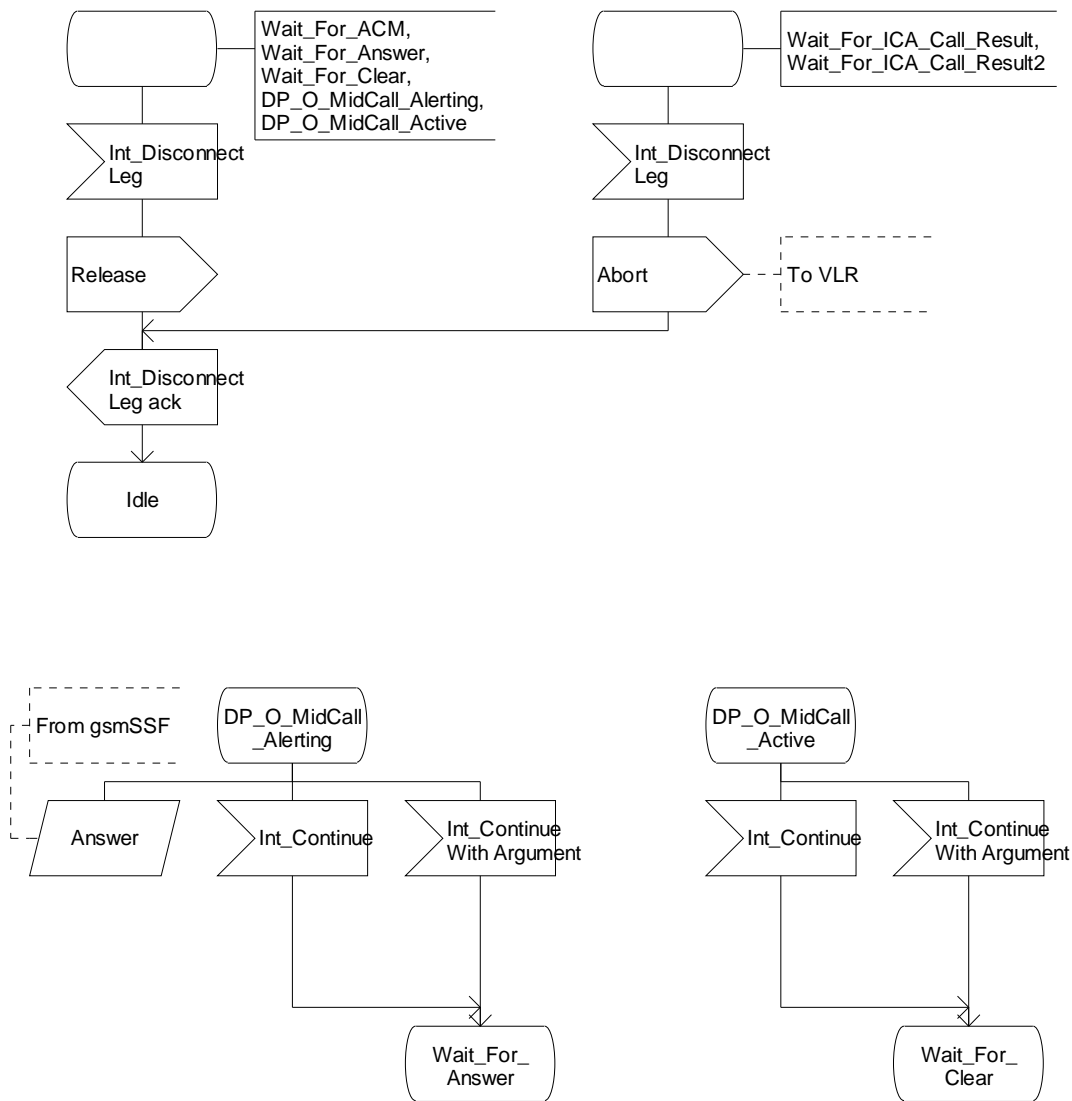 Wait_For_ACM,
Wait_For_Answer,
Wait_For_Clear,
DP_O_MidCall_Alerting,
DP_O_MidCall_Active
Wait_For_ICA_Call_Result,
Wait_For_ICA_Call_Result2
Int_Disconnect
Leg
Int_Disconnect
Leg
Release
Abort
To VLR
Int_Disconnect
Leg ack
Idle
From gsmSSF
DP_O_MidCall
_Alerting
DP_O_MidCall
_Active
Answer
Int_Continue
Int_Continue
With Argument
Int_Continue
Int_Continue
With Argument
Wait_For_
Answer
Wait_For_
Clear